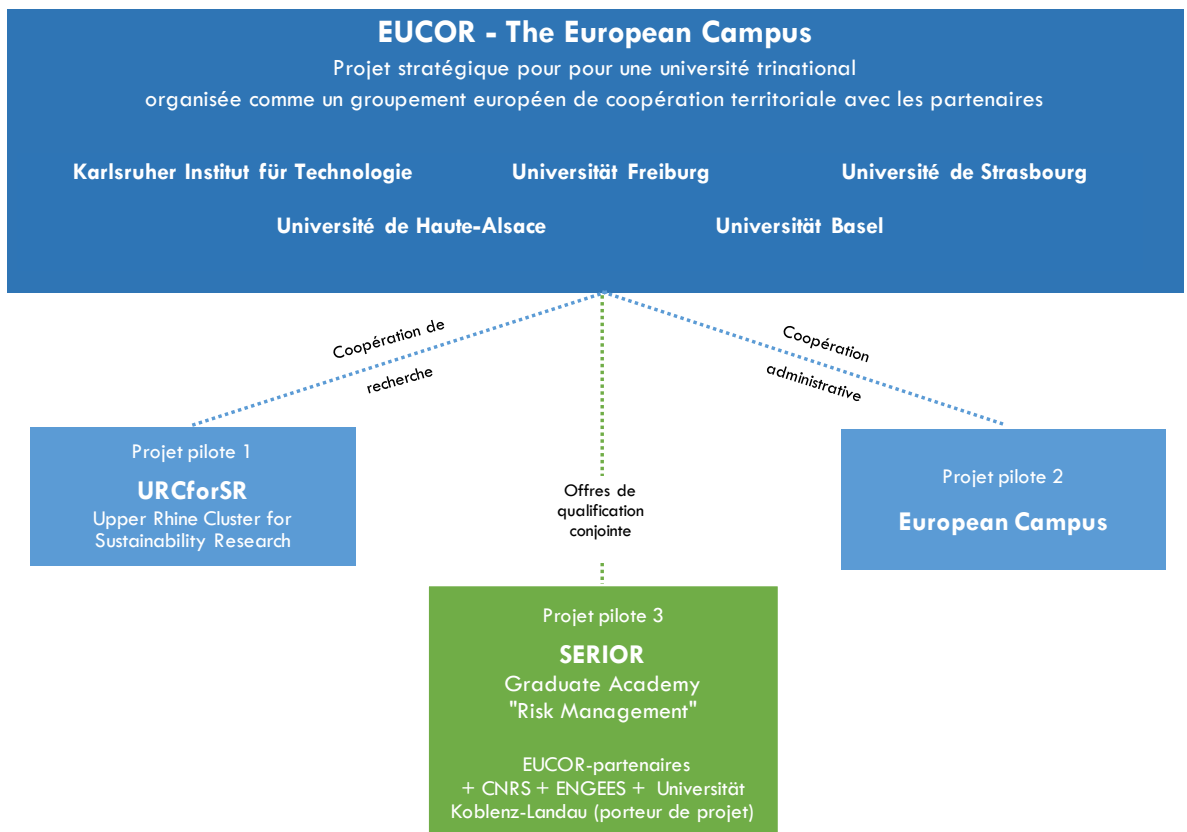 EUCOR - The European Campus
Projet stratégique pour pour une université trinational
organisée comme un groupement européen de coopération territoriale avec les partenaires
Karlsruher Institut für Technologie
Universität Freiburg
Université de Strasbourg
Université de Haute-Alsace
Universität Basel
Coopération de
recherche
Coopération
administrative
Projet pilote 1
URCforSR
Upper Rhine Cluster for
Sustainability Research
Offres de
qualification
conjointe
Projet pilote 2
European Campus
Projet pilote 3
SERIOR
Graduate Academy
"Risk Management"
EUCOR-partenaires
+ CNRS + ENGEES + Universität
Koblenz-Landau (porteur de projet)